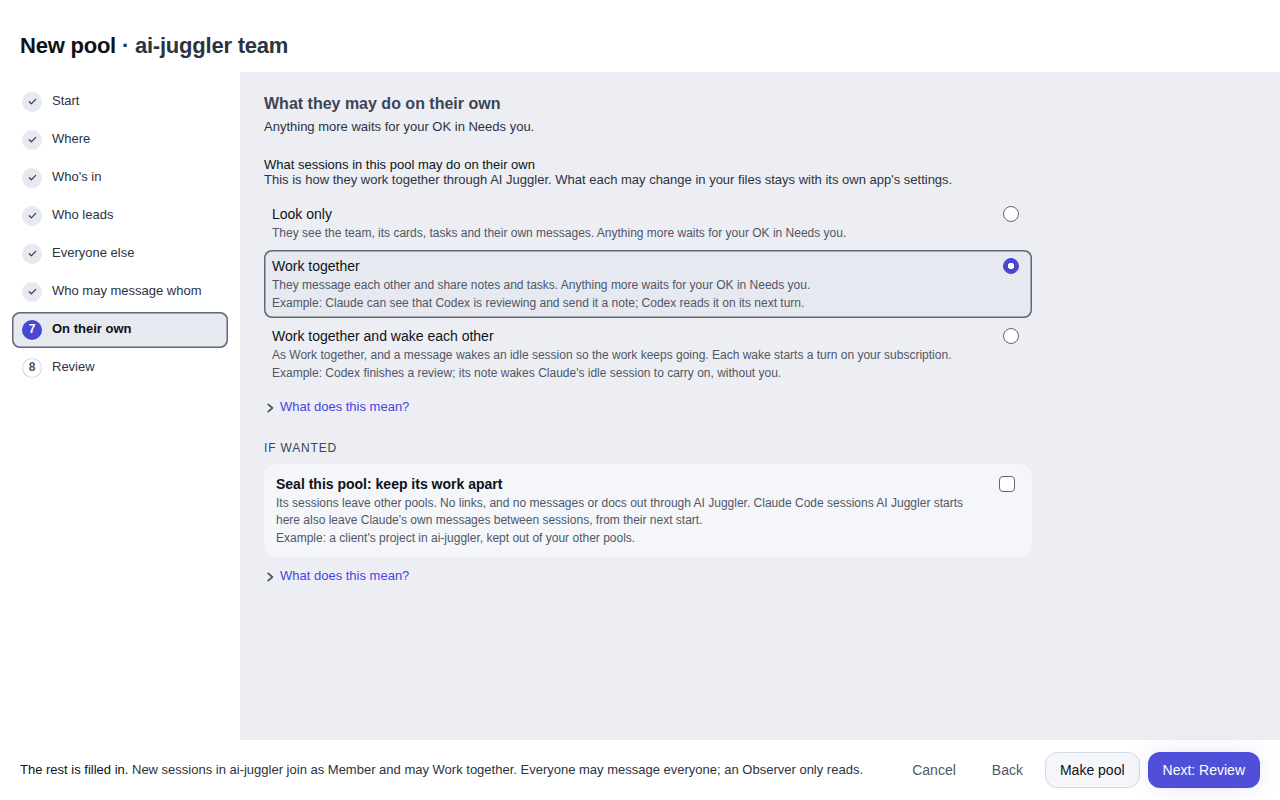 New pool · ai-juggler team
Start
Where
Who's in
Who leads
Everyone else
Who may message whom
7 On their own
8 Review
What they may do on their own
Anything more waits for your OK in Needs you.
What sessions in this pool may do on their own
This is how they work together through AI Juggler. What each may change in your files stays with its own app's settings.
Look only
They see the team, its cards, tasks and their own messages. Anything more waits for your OK in Needs you.
Work together
They message each other and share notes and tasks. Anything more waits for your OK in Needs you.
Example: Claude can see that Codex is reviewing and send it a note; Codex reads it on its next turn.
Work together and wake each other
As Work together, and a message wakes an idle session so the work keeps going. Each wake starts a turn on your subscription.
Example: Codex finishes a review; its note wakes Claude's idle session to carry on, without you.
What does this mean?
IF WANTED
Seal this pool: keep its work apart
Its sessions leave other pools. No links, and no messages or docs out through AI Juggler. Claude Code sessions AI Juggler starts
here also leave Claude's own messages between sessions, from their next start.
Example: a client's project in ai-juggler, kept out of your other pools.
What does this mean?
The rest is filled in. New sessions in ai-juggler join as Member and may Work together. Everyone may message everyone; an Observer only reads.
Cancel
Back
Make pool
Next: Review